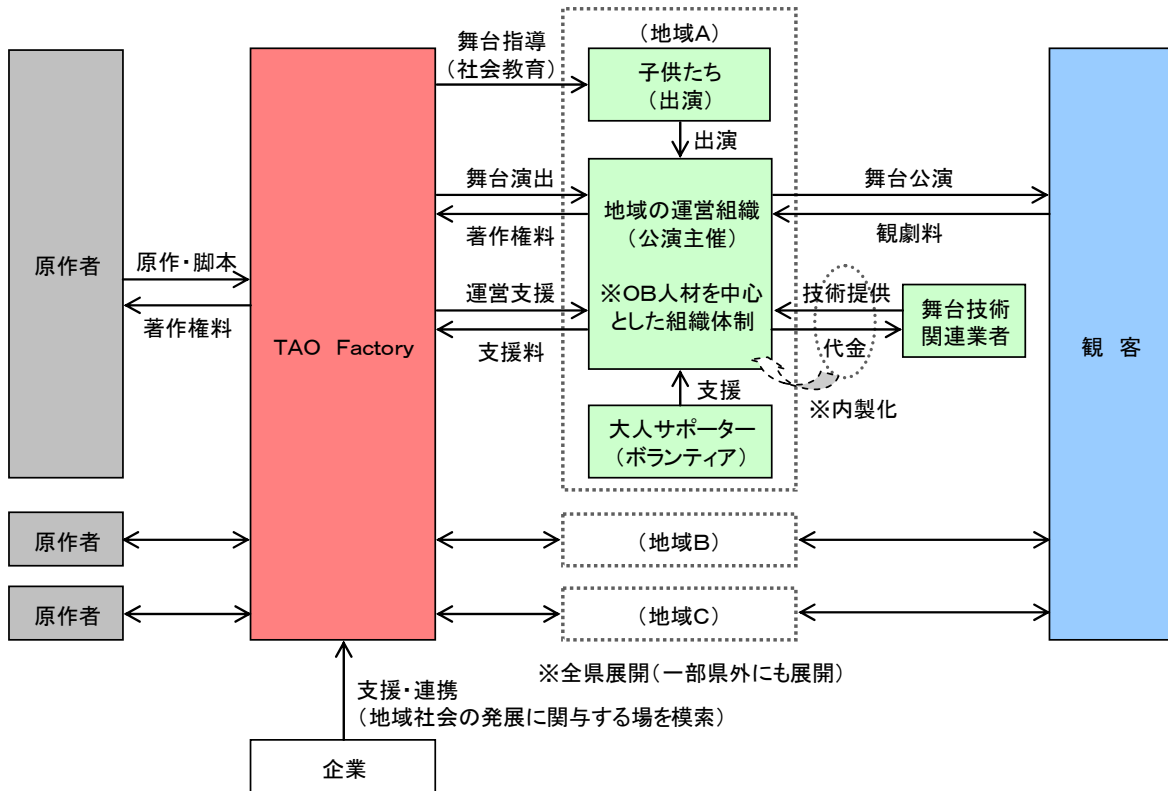 (地域A)
舞台指導
(社会教育)
子供たち
(出演)
出演
原作者
原作・脚本
著作権料
TAO Factory
舞台演出
著作権料
運営支援
支援料
地域の運営組織
(公演主催)
※OB人材を中心
とした組織体制
舞台公演
観劇料
技術提供
代金
舞台技術
関連業者
※内製化
観 客
支援
大人サポーター
(ボランティア)
原作者
(地域B)
原作者
(地域C)
※全県展開(一部県外にも展開)
支援・連携
(地域社会の発展に関与する場を模索)
企業